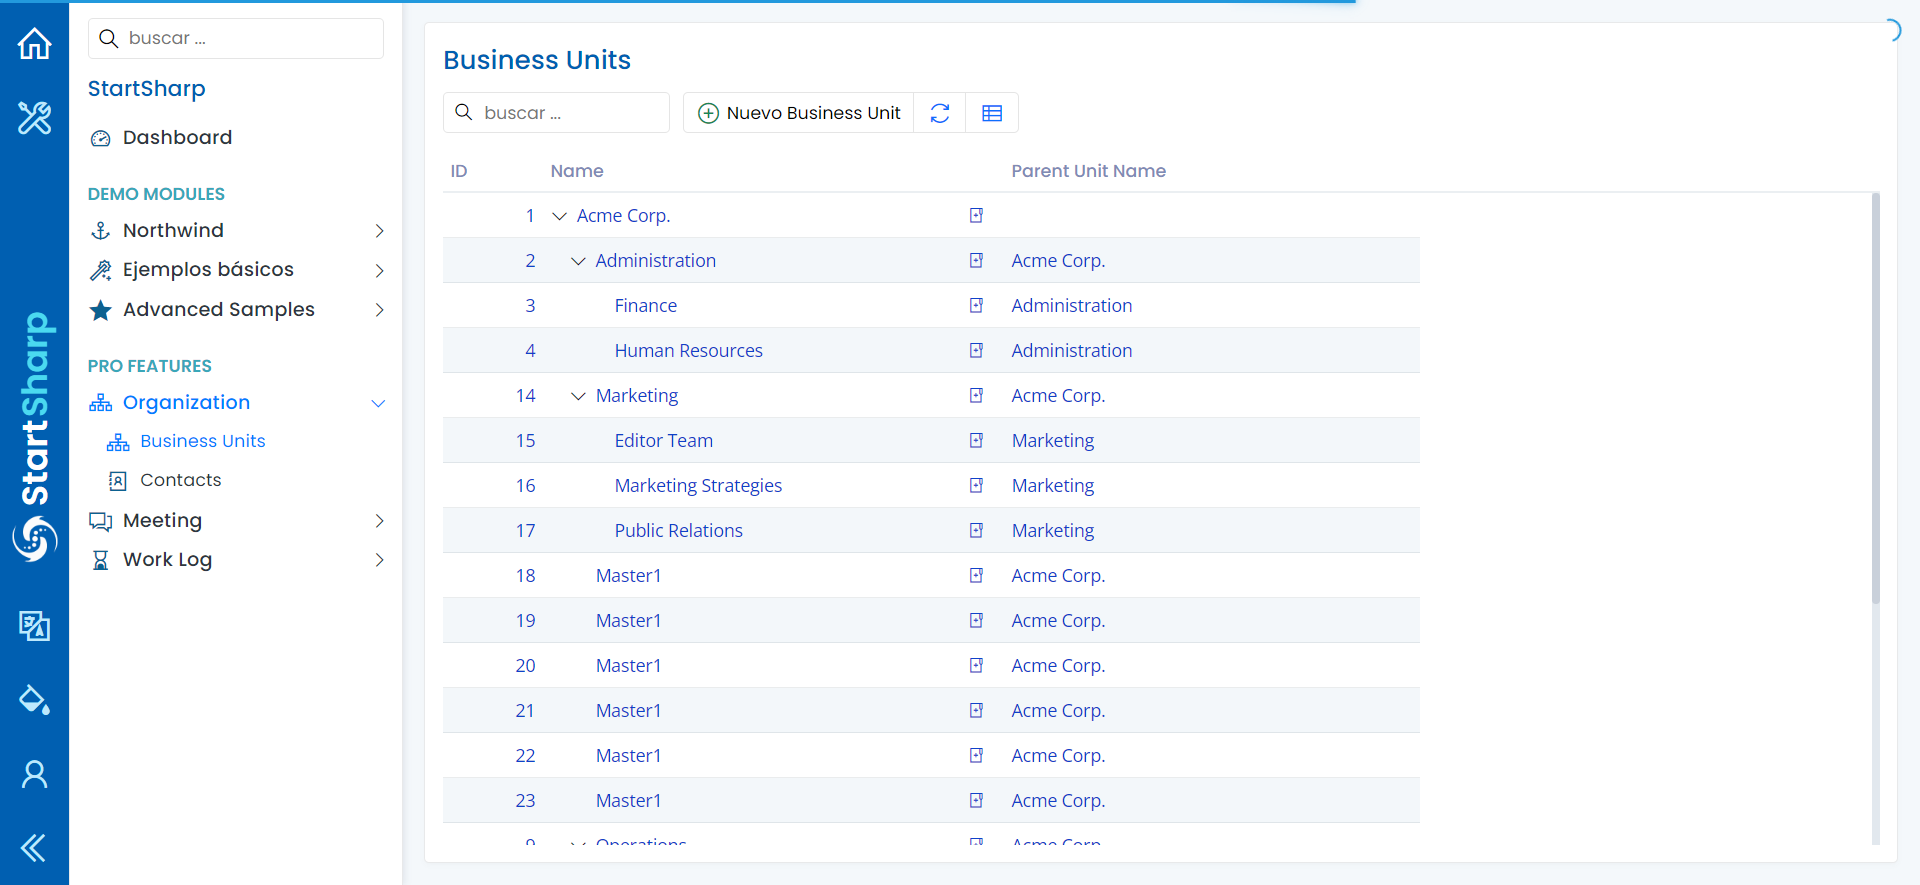 buscar ...
StartSharp
Dashboard
DEMO MODULES
Northwind
Ejemplos básicos
Advanced Samples
PRO FEATURES
Organization
Business Units
Contacts
Meeting
Work Log
StartSharp
Business Units
buscar ...
Nuevo Business Unit
ID Name Parent Unit Name
1 Acme Corp.
2 Administration Acme Corp.
3 Finance Administration
4 Human Resources Administration
14 Marketing Acme Corp.
15 Editor Team Marketing
16 Marketing Strategies Marketing
17 Public Relations Marketing
18 Master1 Acme Corp.
19 Master1 Acme Corp.
20 Master1 Acme Corp.
21 Master1 Acme Corp.
22 Master1 Acme Corp.
23 Master1 Acme Corp.
9 Operations Acme Corp.